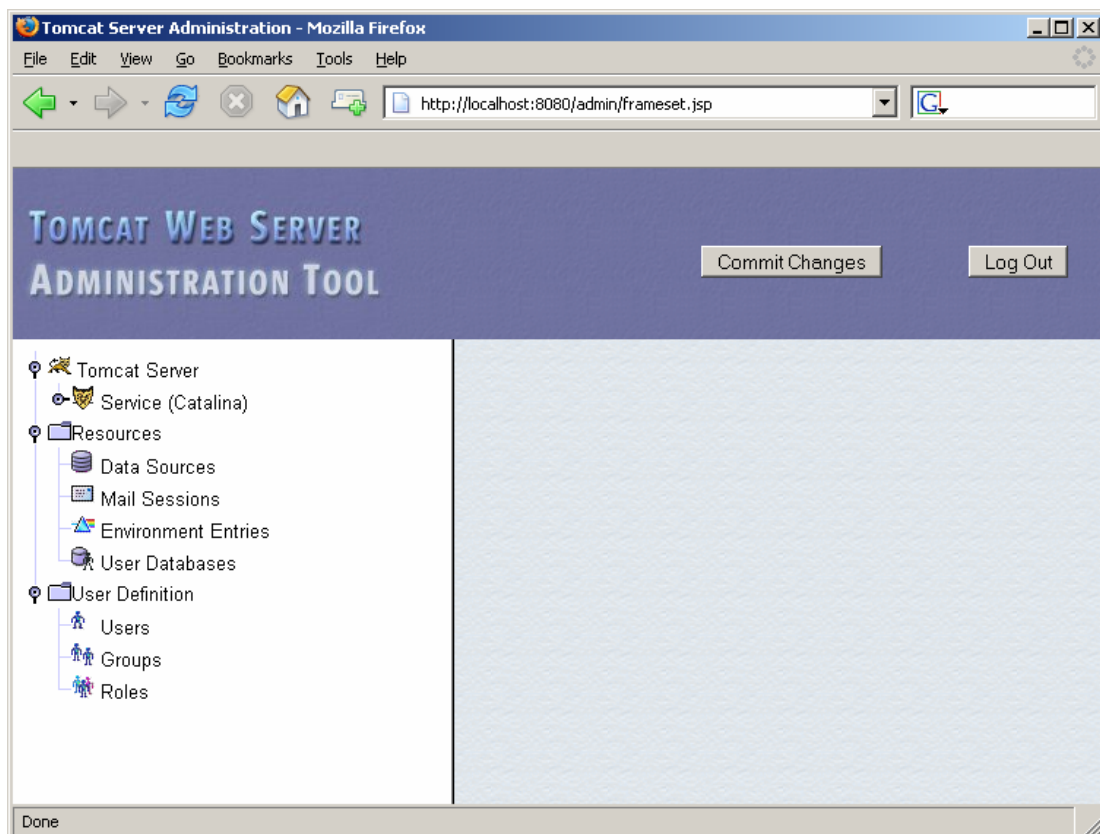 Tomcat Server Administration - Mozilla Firefox
File Edit View Go Bookmarks Tools Help
http://localhost:8080/admin/frameset.jsp G
TOMCAT WEB SERVER
ADMINISTRATION TOOL
Commit Changes Log Out
Tomcat Server
Service (Catalina)
Resources
Data Sources
Mail Sessions
Environment Entries
User Databases
User Definition
Users
Groups
Roles
Done